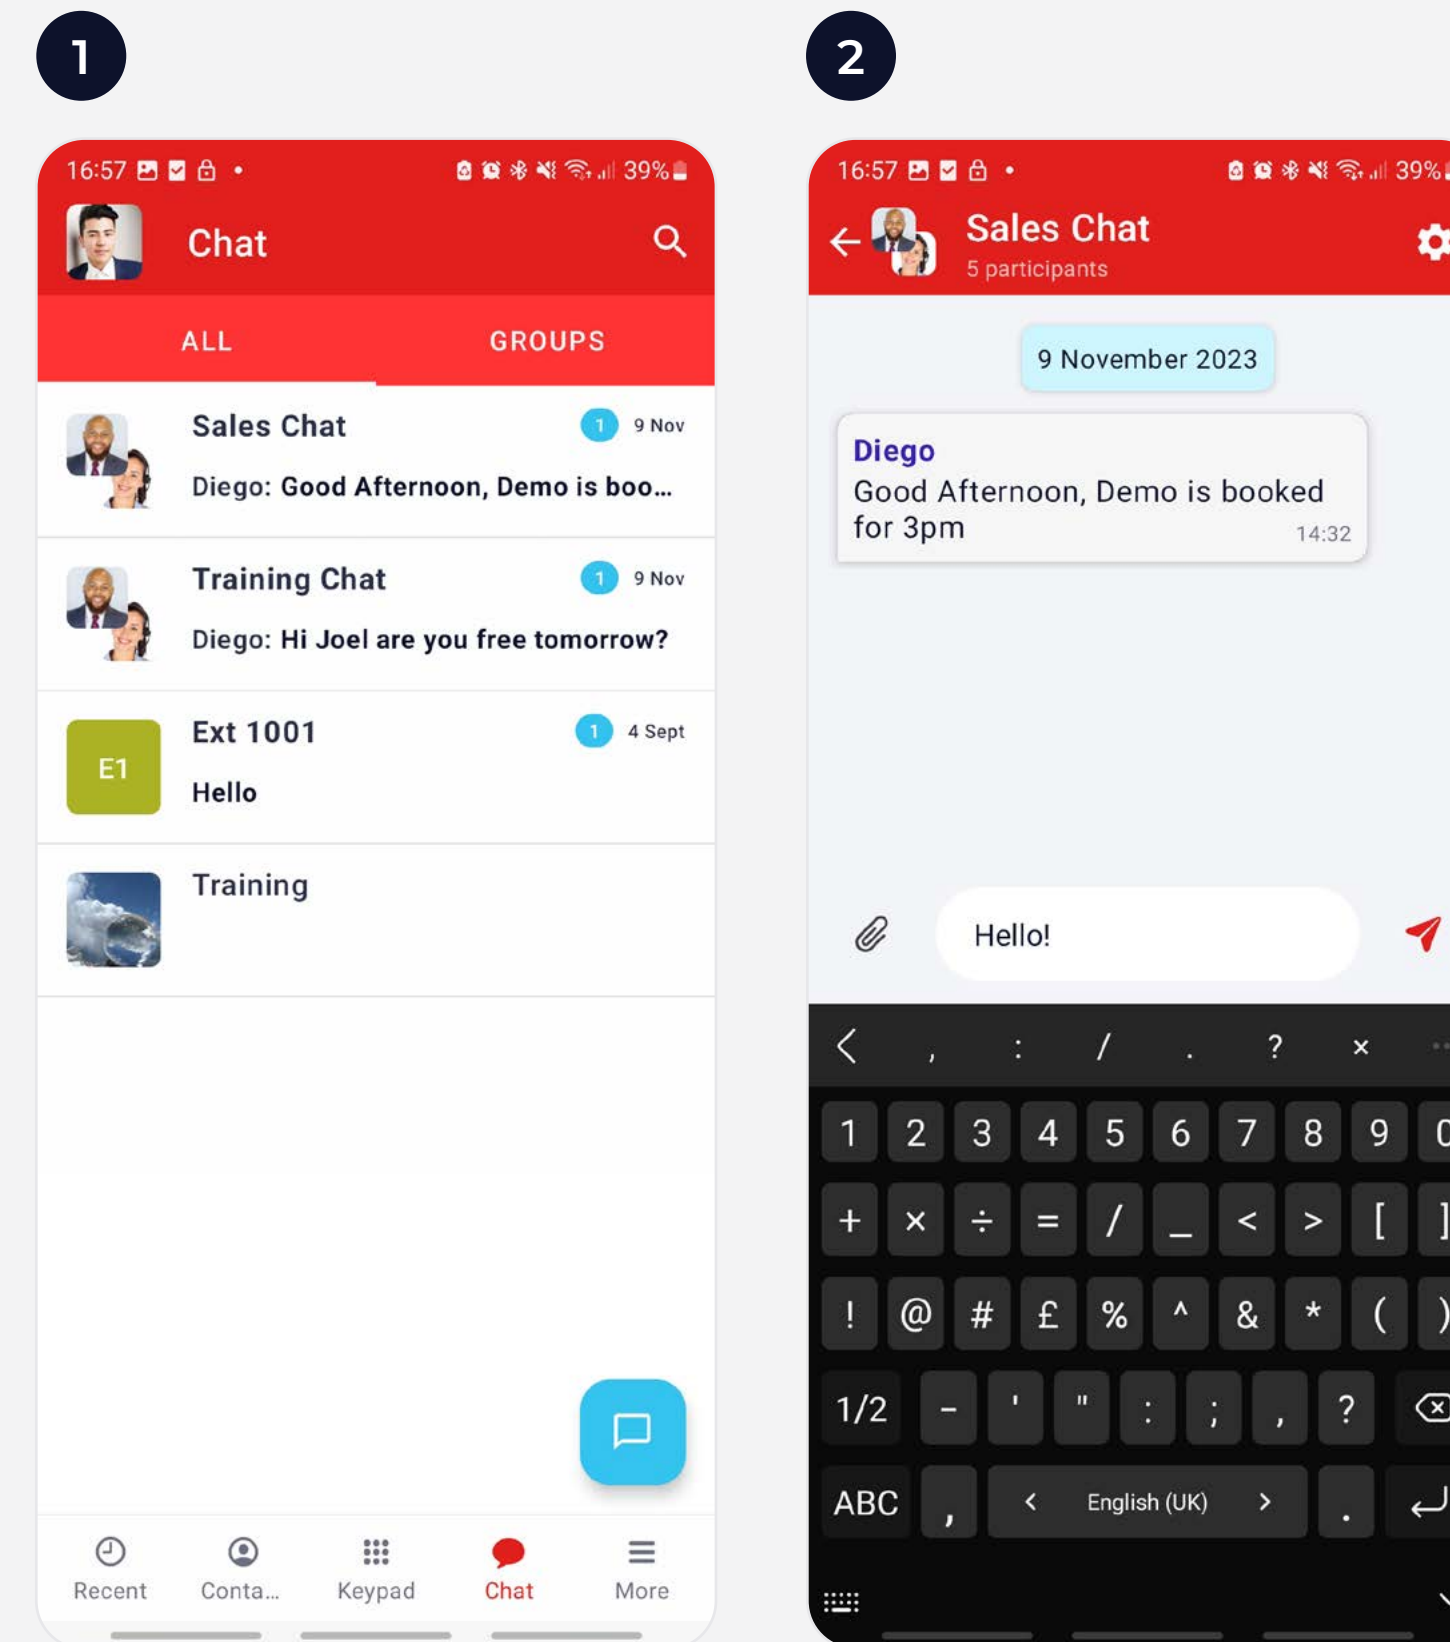 1
16:57
39%
Chat
ALL
GROUPS
Sales Chat
1
9 Nov
Diego: Good Afternoon, Demo is boo...
Training Chat
1
9 Nov
Diego: Hi Joel are you free tomorrow?
E1
Ext 1001
1
4 Sept
Hello
Training
Recent
Conta...
Keypad
Chat
More
2
16:57
39%
Sales Chat
5 participants
9 November 2023
Diego
Good Afternoon, Demo is booked
for 3pm
14:32
Hello!
, : / . ? ×
1 2 3 4 5 6 7 8 9 0
+ × ÷ = / _ < > [ ]
! @ # £ % ^ & * ( )
1/2 - ' " : ; , ?
ABC , < English (UK) > .